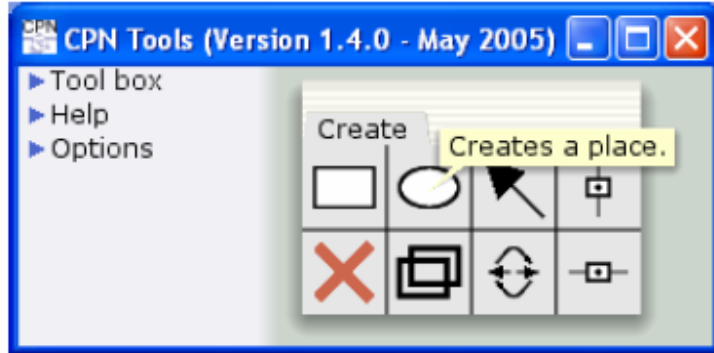 CPN Tools (Version 1.4.0 - May 2005)
Tool box
Help
Options
Create
Creates a place.